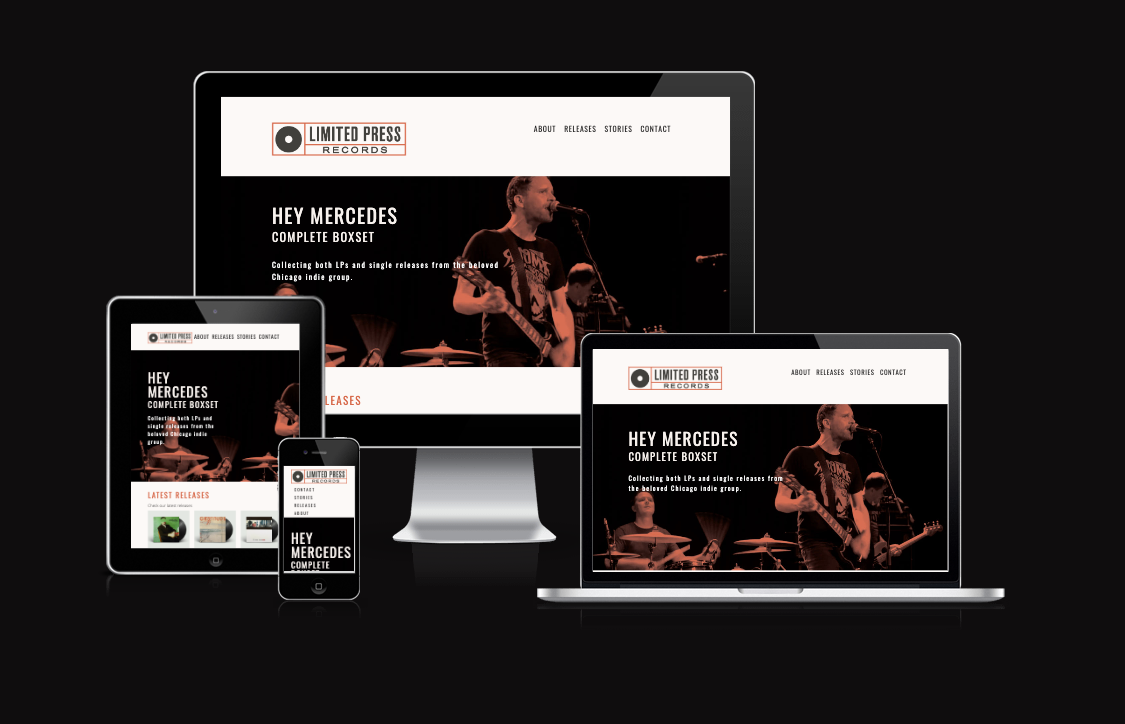 LIMITED PRESS
RECORDS
ABOUT RELEASES STORIES CONTACT
HEY MERCEDES
COMPLETE BOXSET
Collecting both LPs and single releases from the beloved
Chicago indie group.
LEASES
LIMITED PRESS
RECORDS
ABOUT RELEASES STORIES CONTACT
HEY
MERCEDES
COMPLETE BOXSET
Collecting both LPs and
single releases from the
beloved Chicago indie
group.
LATEST RELEASES
LIMITED PRESS
RECORDS
CONTACT
STORIES
RELEASES
ABOUT
HEY
MERCEDES
COMPLETE
LIMITED PRESS
RECORDS
ABOUT RELEASES STORIES CONTACT
HEY MERCEDES
COMPLETE BOXSET
Collecting both LPs and single releases from
the beloved Chicago indie group.